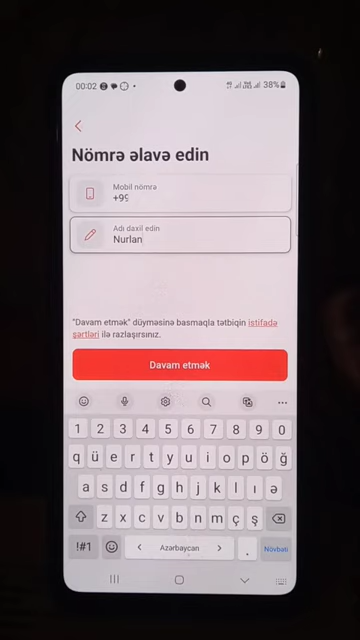 00:02 38%
Nömrə əlavə edin
Mobil nömrə
+99
Adı daxil edin
Nurlan
"Davam etmək" düyməsinə basmaqla tətbiqin istifadə
şərtləri ilə razılaşırsınız.
Davam etmək
1 2 3 4 5 6 7 8 9 0
q ü e r t y u i o p ö ğ
a s d f g h j k l ı ə
z x c v b n m ç ş
!#1 Azərbaycan . Növbəti